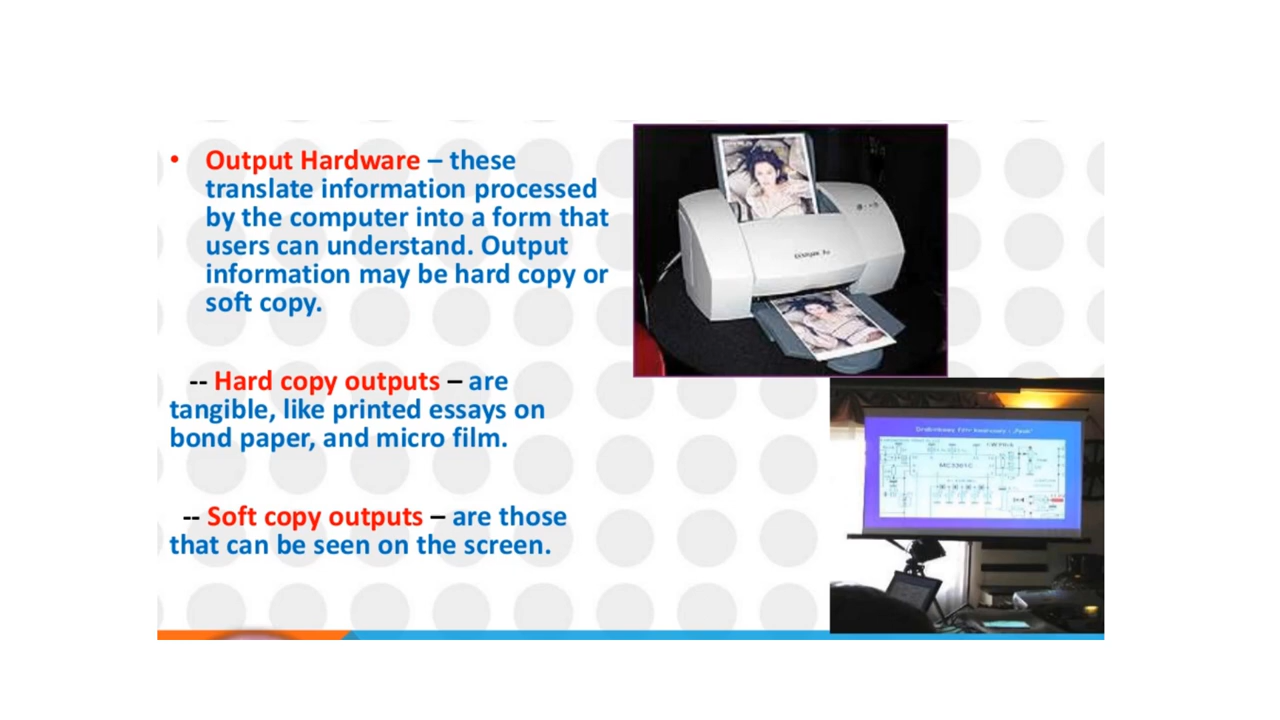 • Output Hardware – these
translate information processed
by the computer into a form that
users can understand. Output
information may be hard copy or
soft copy.
-- Hard copy outputs – are
tangible, like printed essays on
bond paper, and micro film.
-- Soft copy outputs – are those
that can be seen on the screen.
MC3361C